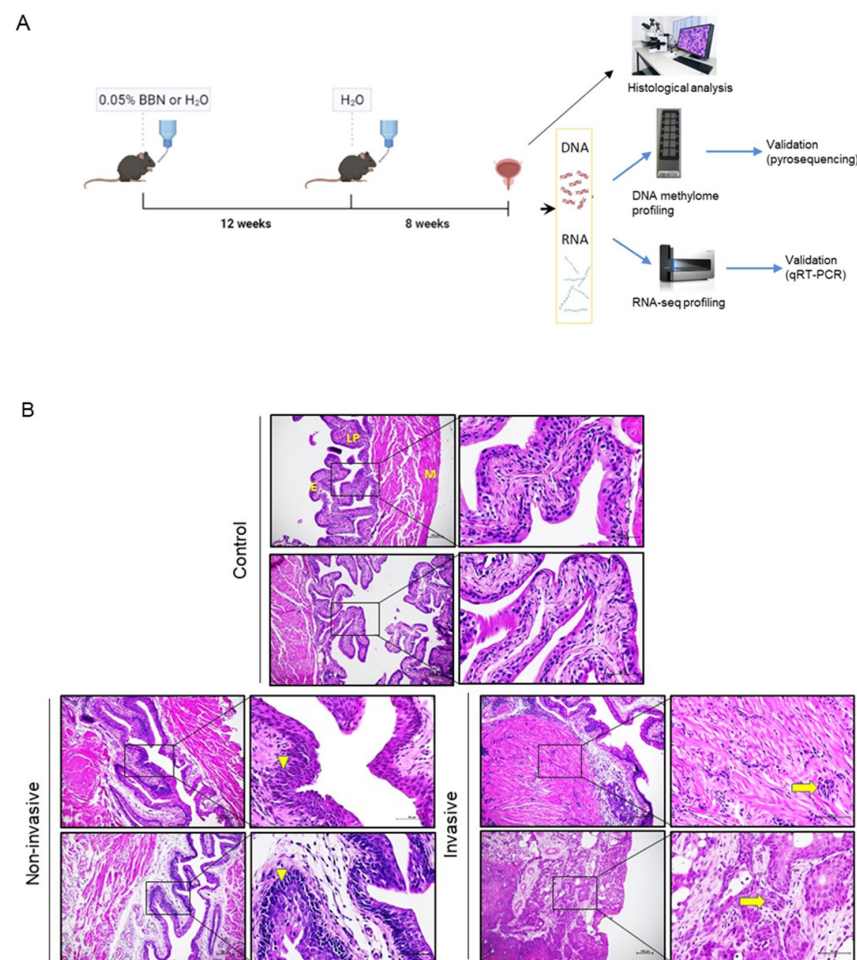 A
0.05% BBN or H₂O
H₂O
12 weeks
8 weeks
DNA
RNA
Histological analysis
DNA methylome
profiling
Validation
(pyrosequencing)
RNA-seq profiling
Validation
(qRT-PCR)
B
Control
LP
E
M
Non-invasive
Invasive